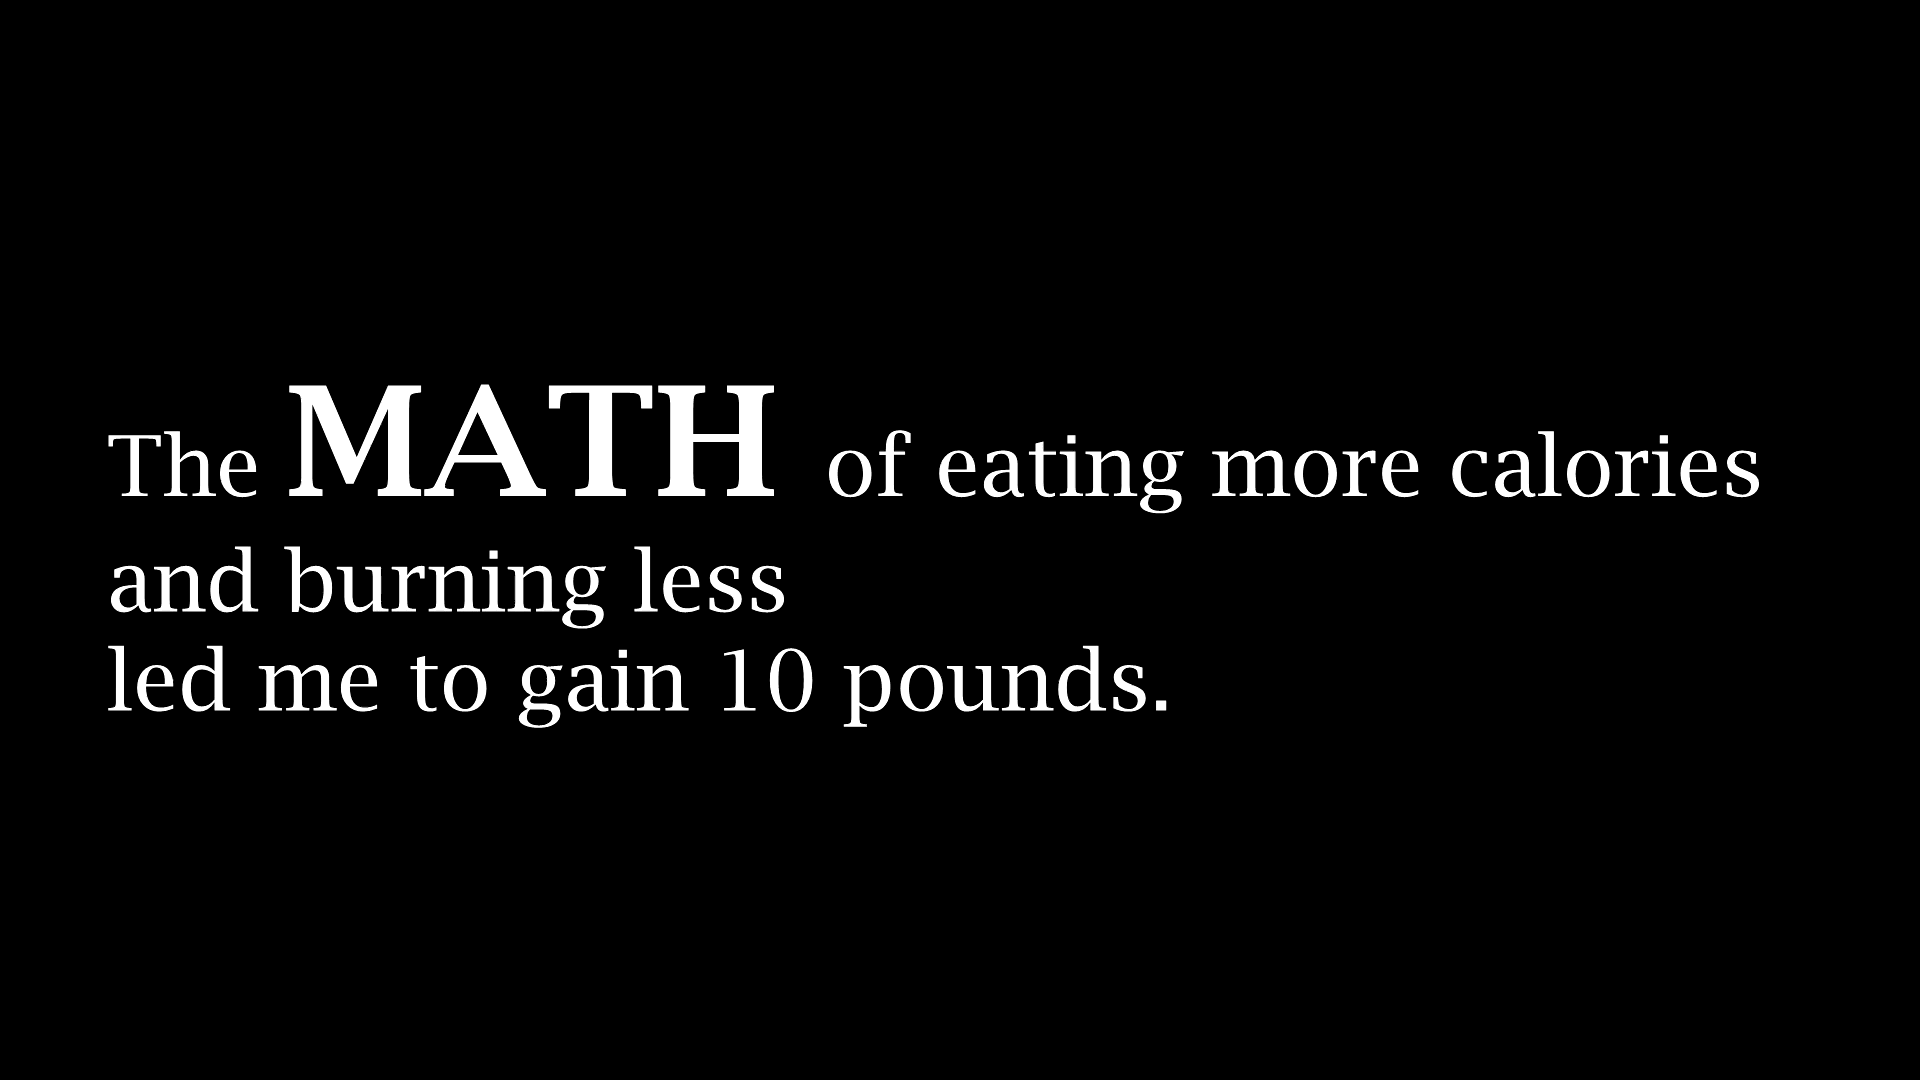 The MATH of eating more calories
and burning less
led me to gain 10 pounds.